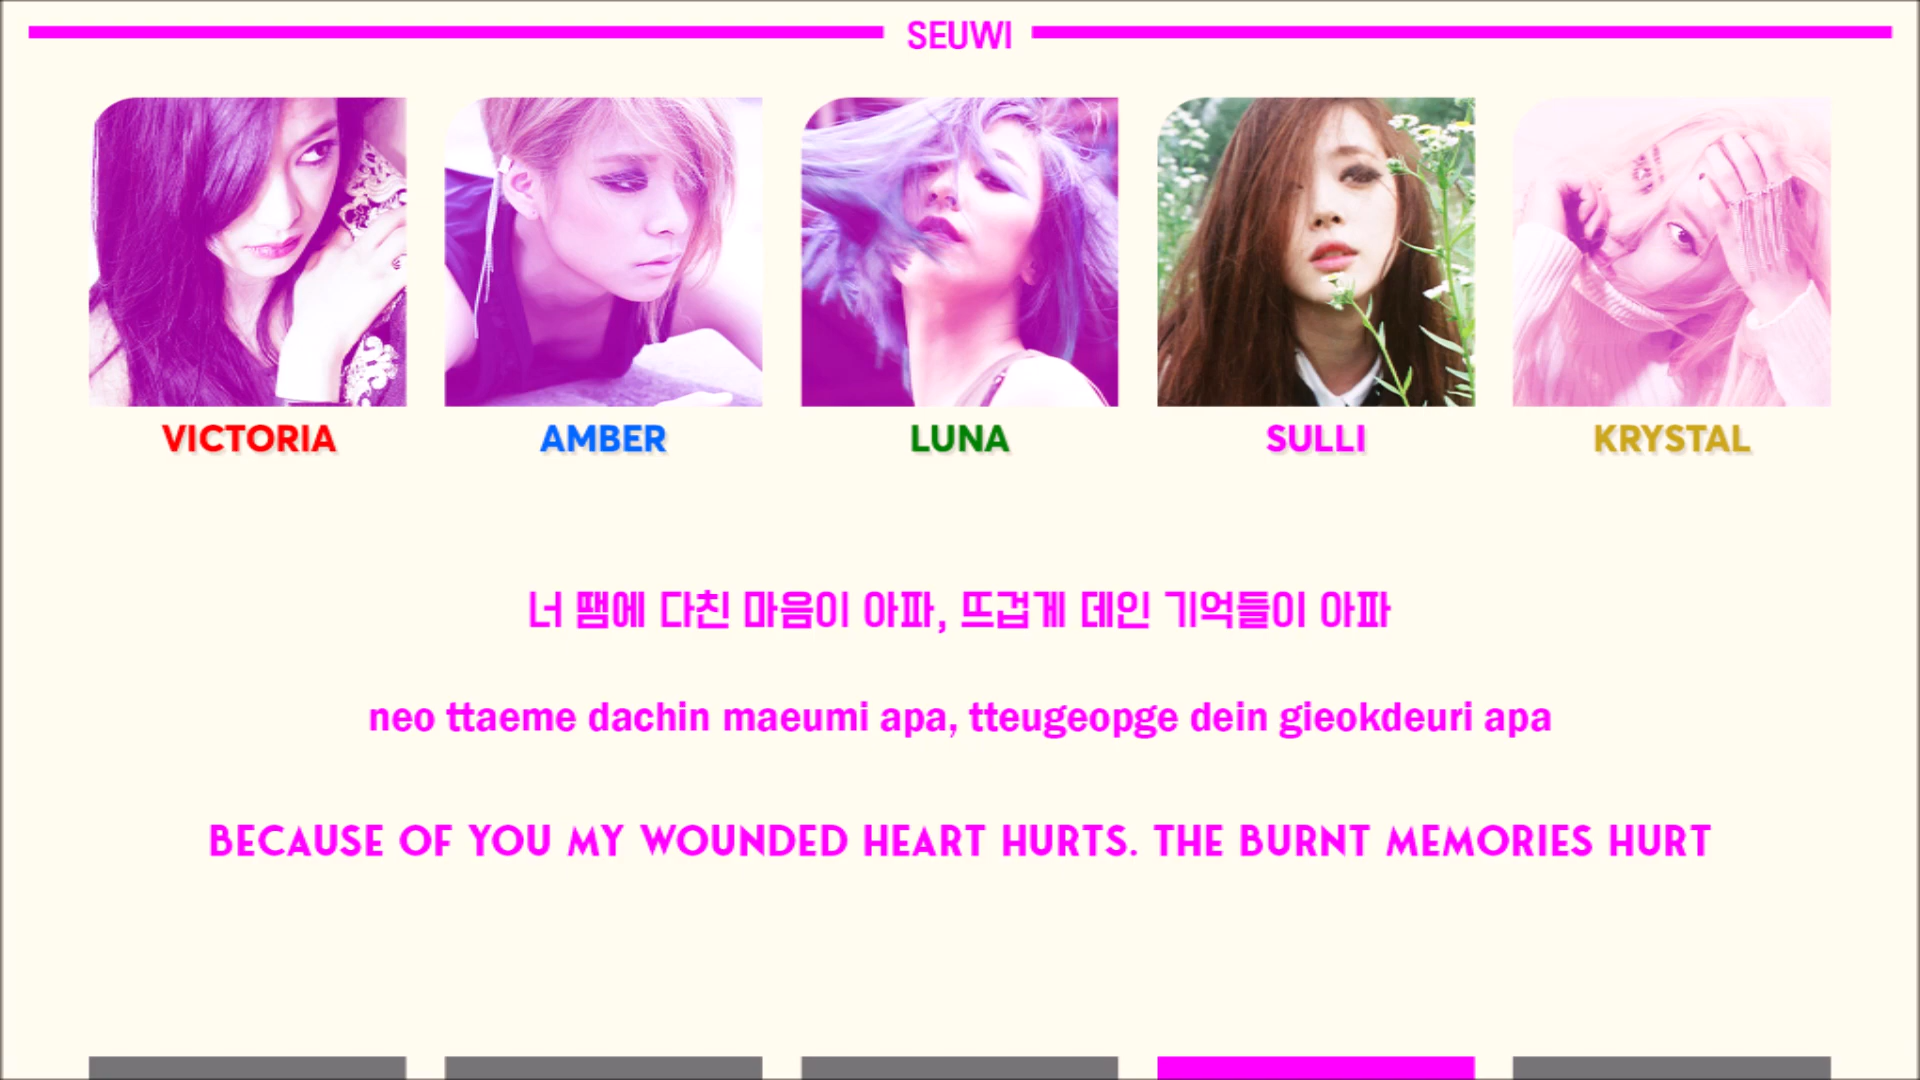 SEUWI
VICTORIA
AMBER
LUNA
SULLI
KRYSTAL
너 땜에 다친 마음이 아파, 뜨겁게 데인 기억들이 아파
neo ttaeme dachin maeumi apa, tteugeopge dein gieokdeuri apa
BECAUSE OF YOU MY WOUNDED HEART HURTS. THE BURNT MEMORIES HURT